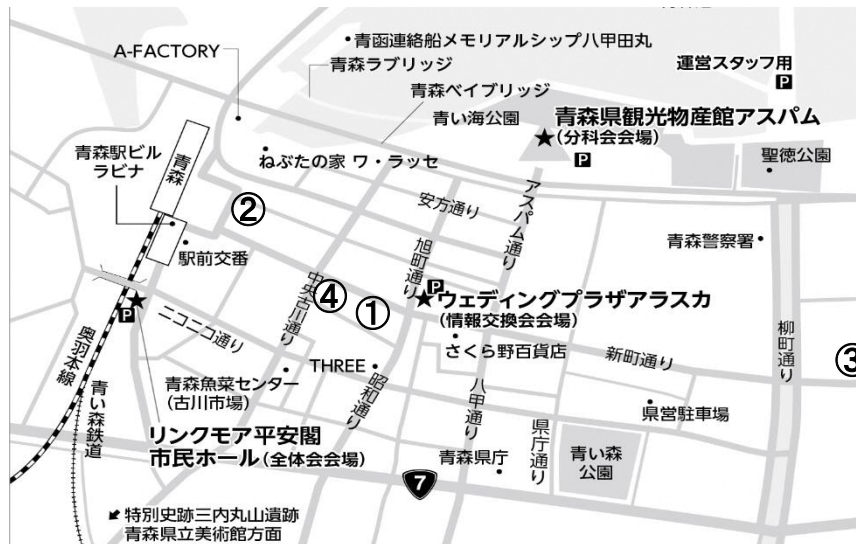 A-FACTORY
青函連絡船メモリアルシップ八甲田丸
青森ラブリッジ
青森ベイブリッジ
運営スタッフ用
P
青い海公園
青森県観光物産館アスパム
(分科会会場)
P
聖徳公園
青森駅ビル
ラビナ
青森
ねぶたの家 ワ・ラッセ
安方通り
アスパム通り
②
駅前交番
旭町通り
青森警察署
P
ウェディングプラザアラスカ
(情報交換会会場)
中央古川通り
④
①
P
ニコニコ通り
さくら野百貨店
新町通り
柳町通り
③
奥羽本線
青い森鉄道
青森魚菜センター
(古川市場)
THREE
昭和通り
八甲通り
県庁通り
県営駐車場
リンクモア平安閣
市民ホール(全体会会場)
青森県庁
青い森
公園
7
特別史跡三内丸山遺跡
青森県立美術館方面